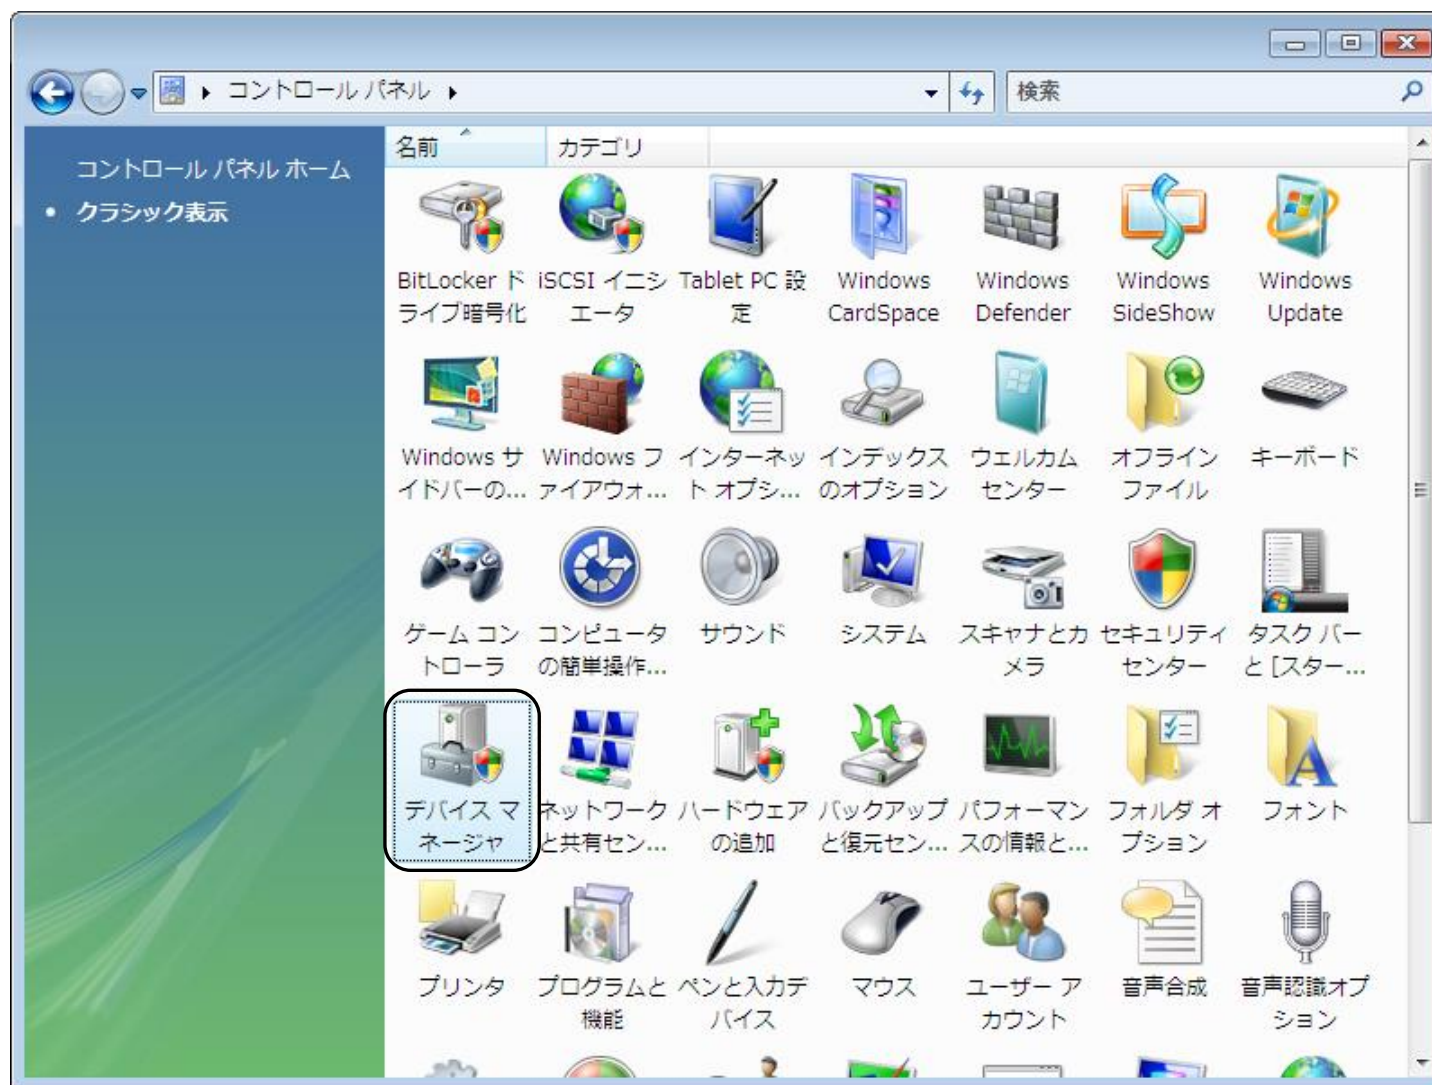 コントロール パネル
検索
コントロール パネル ホーム
• クラシック表示
名前 カテゴリ
BitLocker ド iSCSI イニシ Tablet PC 設 Windows Windows Windows Windows
ライブ暗号化 エータ 定 CardSpace Defender SideShow Update
Windows サ Windows フ インターネッ インデックス ウェルカム オフライン キーボード
イドバーの... ァイアウォ... ト オプシ... のオプション センター ファイル
ゲーム コン コンピュータ サウンド システム スキャナとカ セキュリティ タスク バー
トローラ の簡単操作... メラ センター と [スター...
デバイス マ ネットワーク ハードウェア バックアップ パフォーマン フォルダ オ フォント
ネージャ と共有セン... の追加 と復元セン... スの情報と... プション
プリンタ プログラムと ペンと入力デ マウス ユーザー ア 音声合成 音声認識オプ
機能 バイス カウント ション